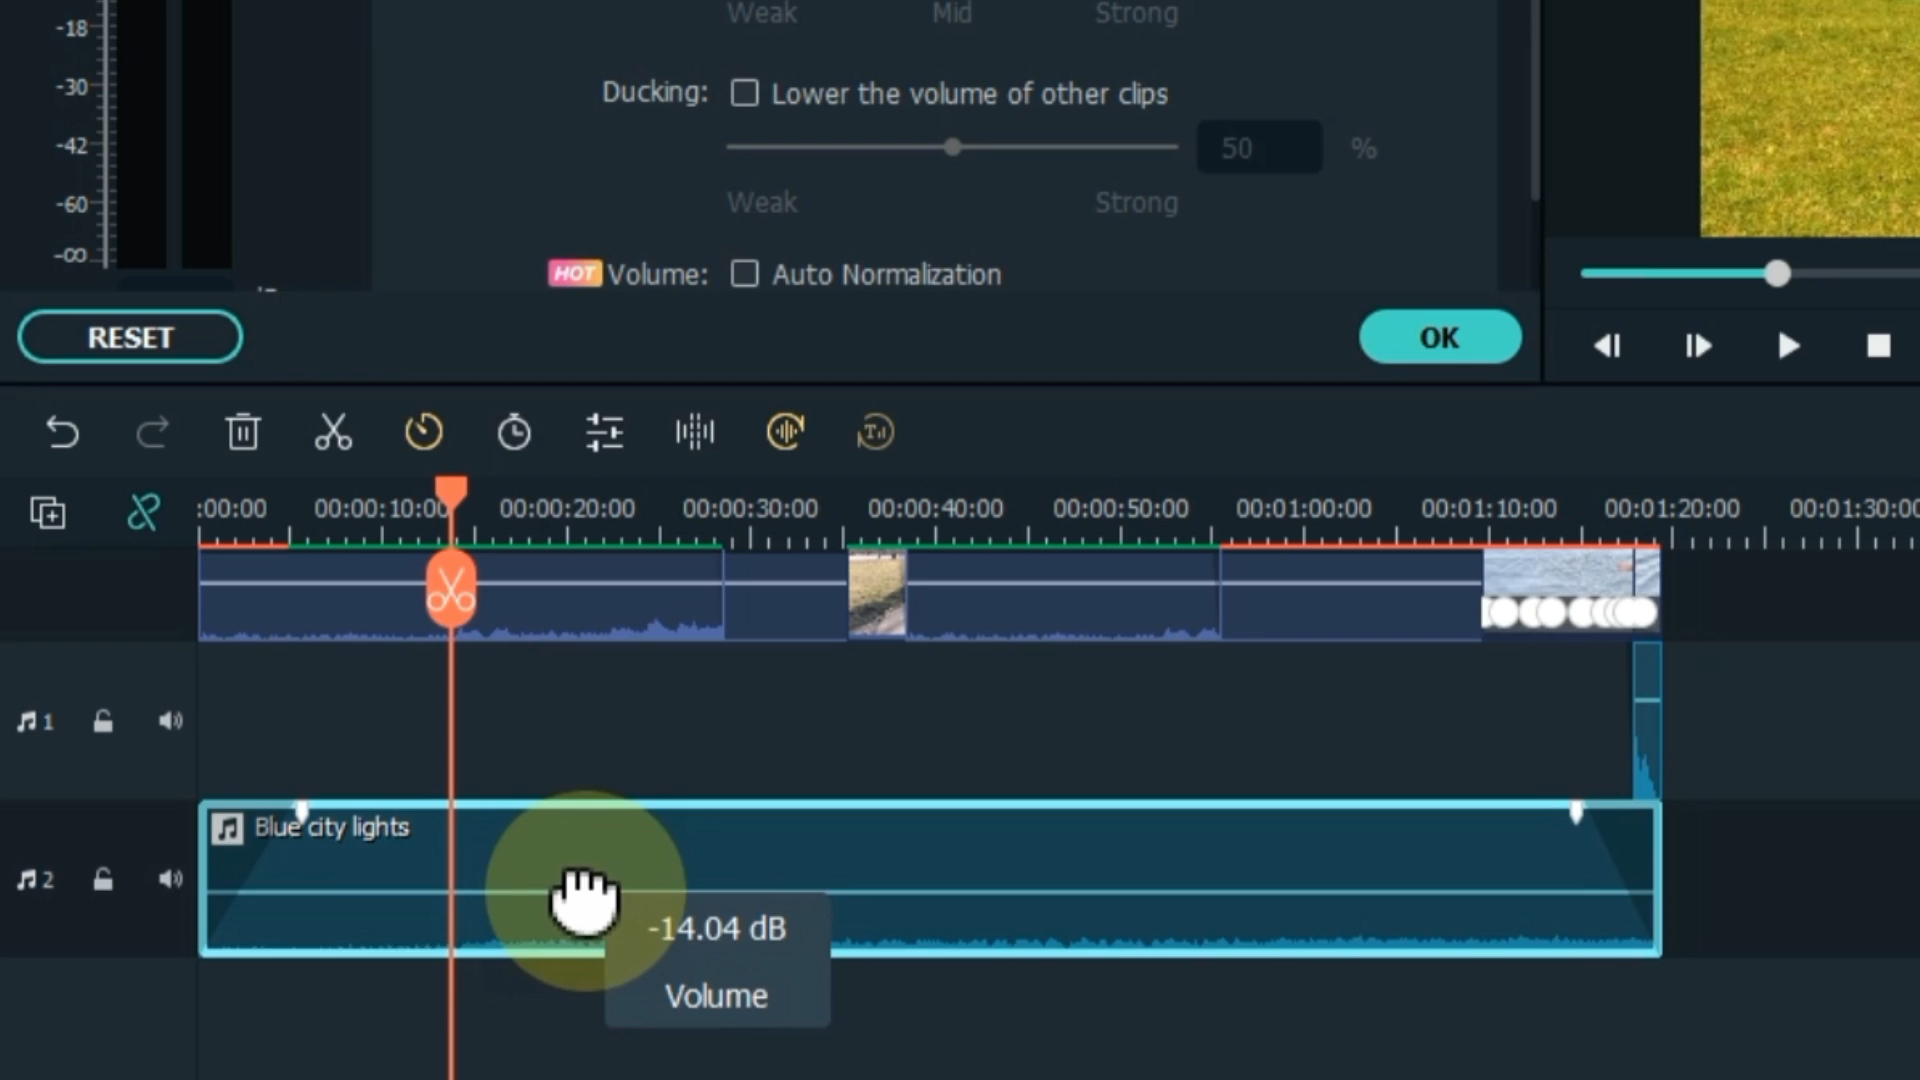 -18
Weak Mid Strong
-30
Ducking: Lower the volume of other clips
-42
50 %
-60
Weak Strong
-∞
HOT Volume: Auto Normalization
RESET OK
:00:00 00:00:10:00 00:00:20:00 00:00:30:00 00:00:40:00 00:00:50:00 00:01:00:00 00:01:10:00 00:01:20:00 00:01:30:00
1
Blue city lights
2
-14.04 dB
Volume